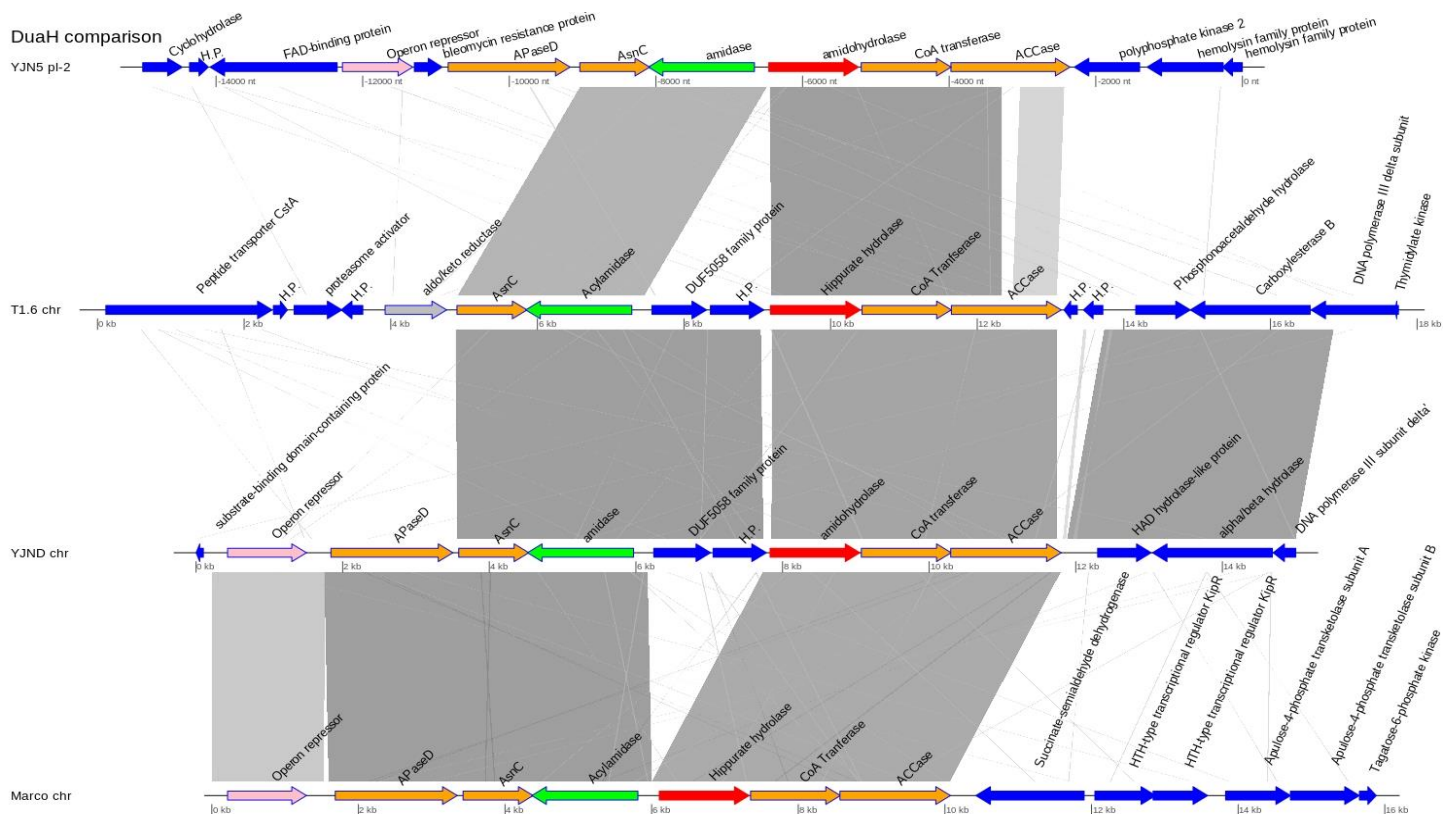 DuaH comparison
YJN5 pl-2
Cyclohydrolase
H.P.
FAD-binding protein
Operon repressor
bleomycin resistance protein
APaseD
AsnC
amidase
amidohydrolase
CoA transferase
ACCase
polyphosphate kinase 2
hemolysin family protein
hemolysin family protein
-14000 nt
-12000 nt
-10000 nt
-8000 nt
-6000 nt
-4000 nt
-2000 nt
0 nt
T1.6 chr
Peptide transporter CstA
H.P.
proteasome activator
H.P.
aldo/keto reductase
AsnC
Acylamidase
DUF5058 family protein
H.P.
Hippurate hydrolase
CoA Tranfserase
ACCase
H.P.
H.P.
Phosphonoacetaldehyde hydrolase
Carboxylesterase B
DNA polymerase III delta subunit
Thymidylate kinase
0 kb
2 kb
4 kb
6 kb
8 kb
10 kb
12 kb
14 kb
16 kb
18 kb
YJND chr
substrate-binding domain-containing protein
Operon repressor
APaseD
AsnC
amidase
DUF5058 family protein
H.P.
amidohydrolase
CoA transferase
ACCase
HAD hydrolase-like protein
alpha/beta hydrolase
DNA polymerase III subunit delta'
0 kb
2 kb
4 kb
6 kb
8 kb
10 kb
12 kb
14 kb
Marco chr
Operon repressor
APaseD
AsnC
Acylamidase
Hippurate hydrolase
CoA Tranferase
ACCase
Succinate-semialdehyde dehydrogenase
HTH-type transcriptional regulator KipR
HTH-type transcriptional regulator KipR
Apulose-4-phosphate transketolase subunit A
Apulose-4-phosphate transketolase subunit B
Tagatose-6-phosphate kinase
0 kb
2 kb
4 kb
6 kb
8 kb
10 kb
12 kb
14 kb
16 kb